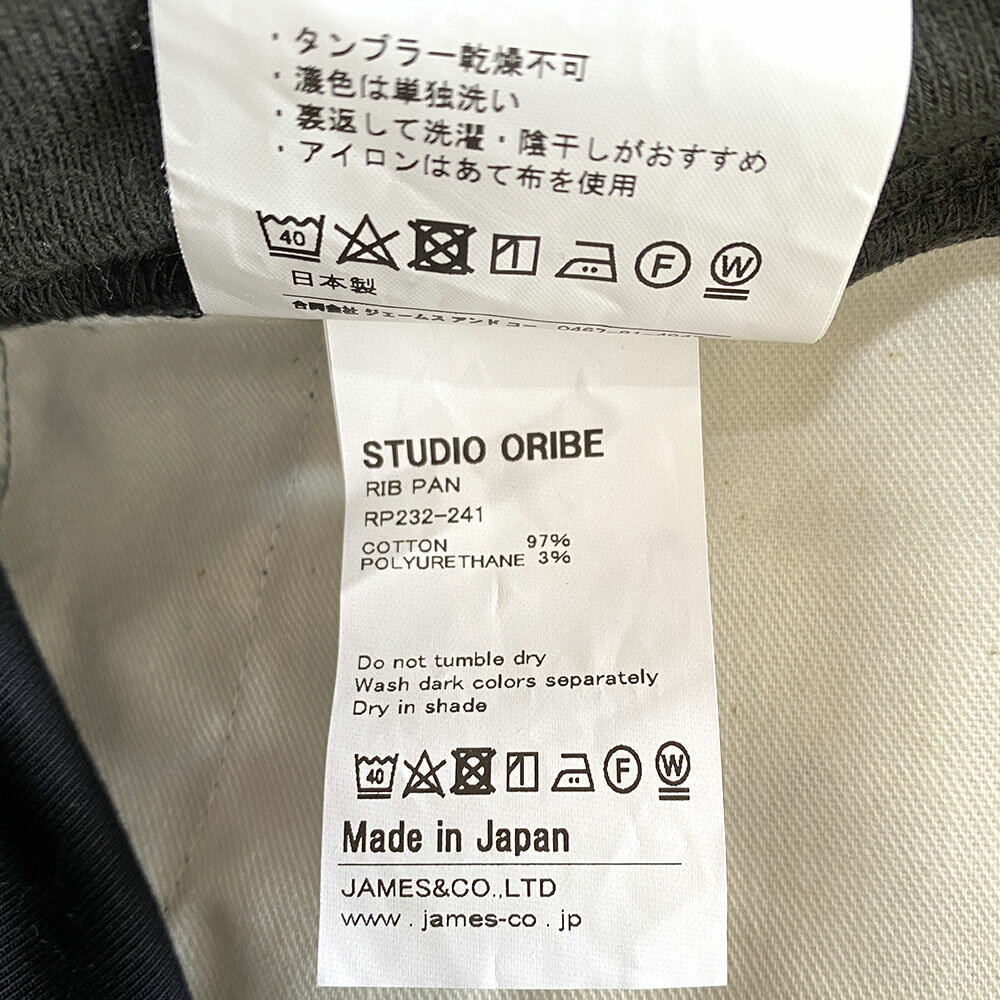 ・タンブラー乾燥不可
・濃色は単独洗い
・裏返して洗濯・陰干しがおすすめ
・アイロンはあて布を使用
40 F W
日本製
合同会社 ジェームス アンド コー
STUDIO ORIBE
RIB PAN
RP232-241
COTTON 97%
POLYURETHANE 3%
Do not tumble dry
Wash dark colors separately
Dry in shade
40 F W
Made in Japan
JAMES&CO.,LTD
www.james-co.jp